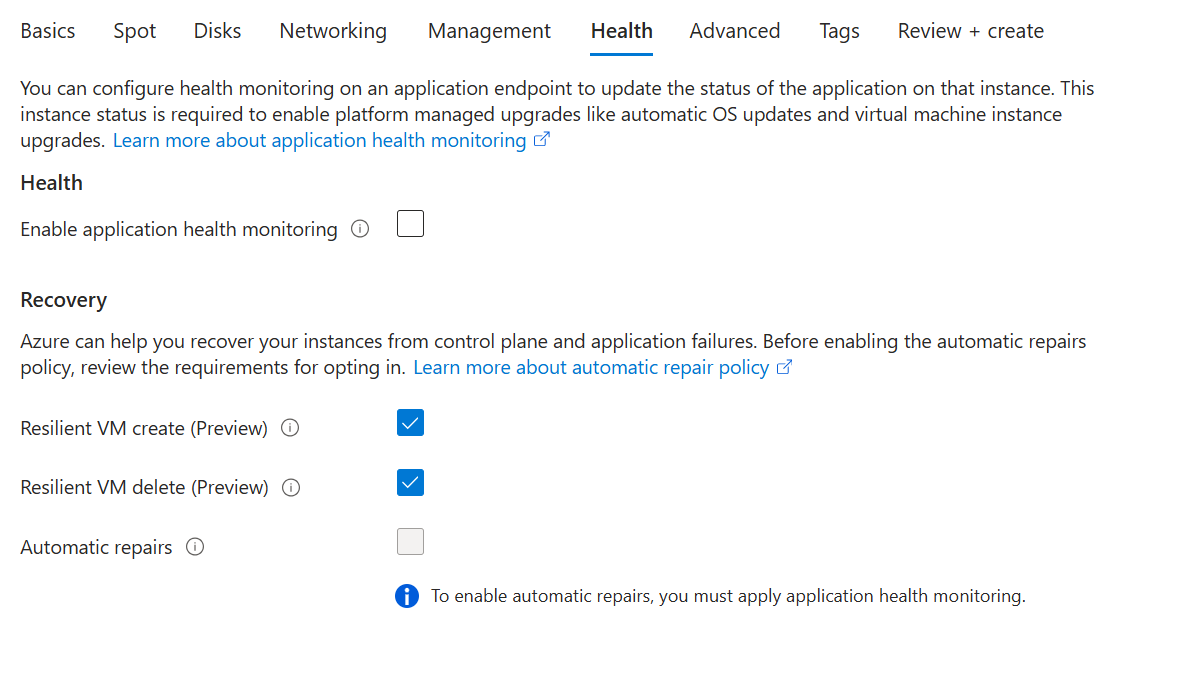 Basics Spot Disks Networking Management Health Advanced Tags Review + create
You can configure health monitoring on an application endpoint to update the status of the application on that instance. This
instance status is required to enable platform managed upgrades like automatic OS updates and virtual machine instance
upgrades. Learn more about application health monitoring
Health
Enable application health monitoring
Recovery
Azure can help you recover your instances from control plane and application failures. Before enabling the automatic repairs
policy, review the requirements for opting in. Learn more about automatic repair policy
Resilient VM create (Preview)
Resilient VM delete (Preview)
Automatic repairs
To enable automatic repairs, you must apply application health monitoring.